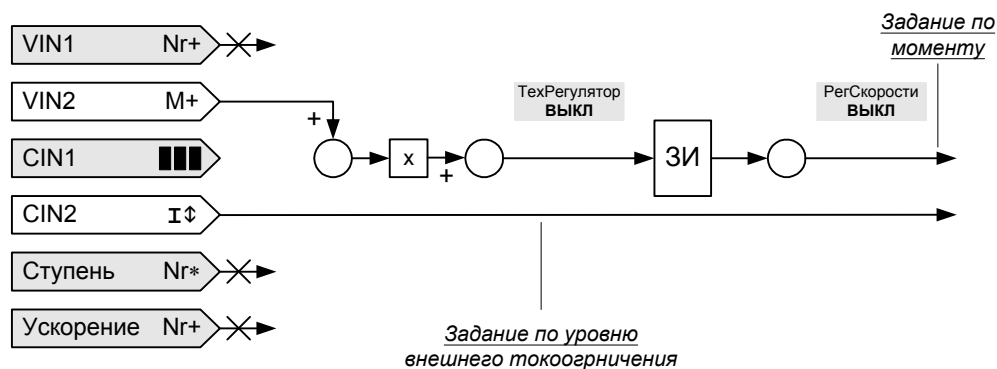 Задание по
моменту
VIN1 Nr+
VIN2 M+
+
ТехРегулятор
ВЫКЛ
РегСкорости
ВЫКЛ
CIN1
x
+
ЗИ
CIN2 I⇕
Ступень Nr*
Ускорение Nr+
Задание по уровню
внешнего токоогрничения